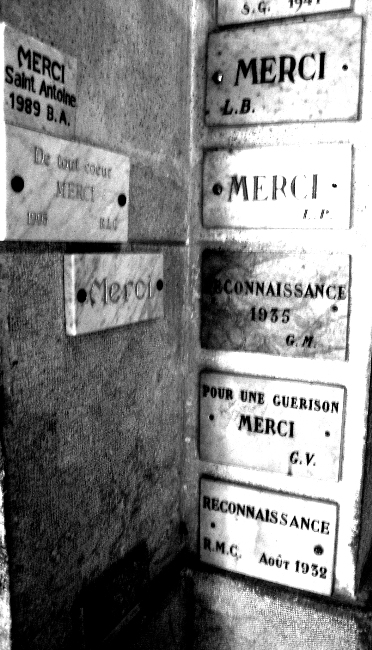 MERCI
Saint Antoine
1989 B.A.
De tout coeur
MERCI
Merci
S.G. 1941
MERCI
L.B.
MERCI
L.P.
RECONNAISSANCE
1935
G.M.
POUR UNE GUERISON
MERCI
G.V.
RECONNAISSANCE
R.M.C. AOÛT 1932